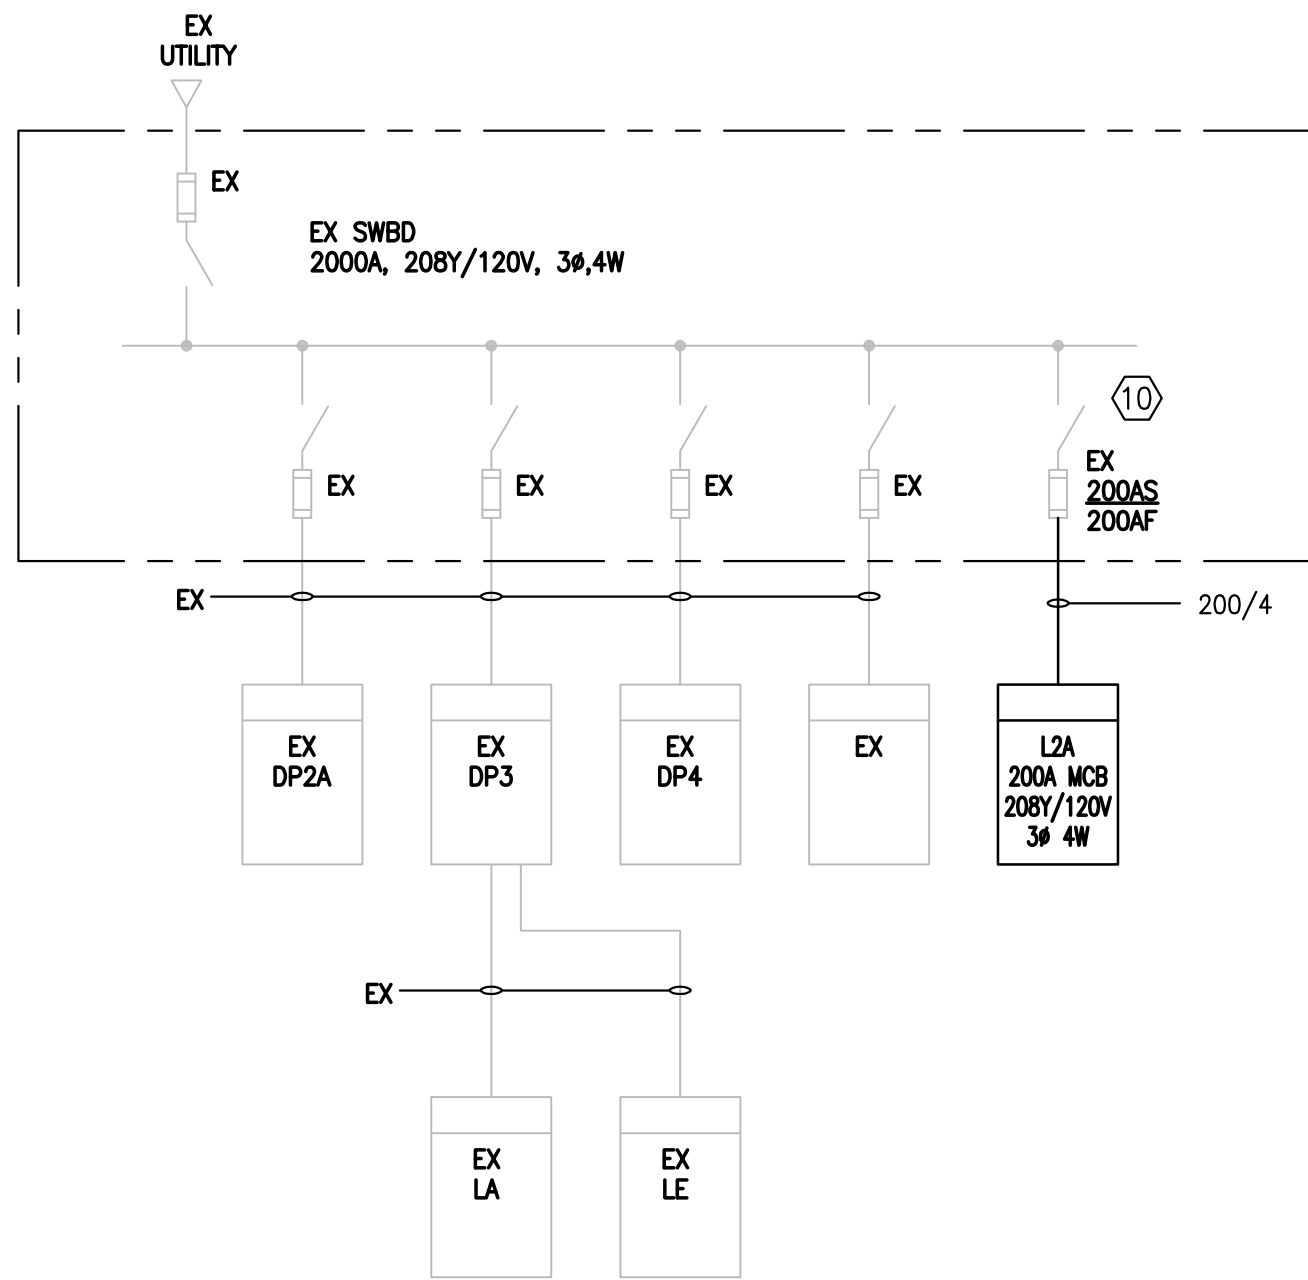 EX
UTILITY
EX
EX SWBD
2000A, 208Y/120V, 3ø,4W
10
EX
EX
EX
EX
EX
200AS
200AF
EX
200/4
EX
DP2A
EX
DP3
EX
DP4
EX
L2A
200A MCB
208Y/120V
3ø 4W
EX
EX
LA
EX
LE